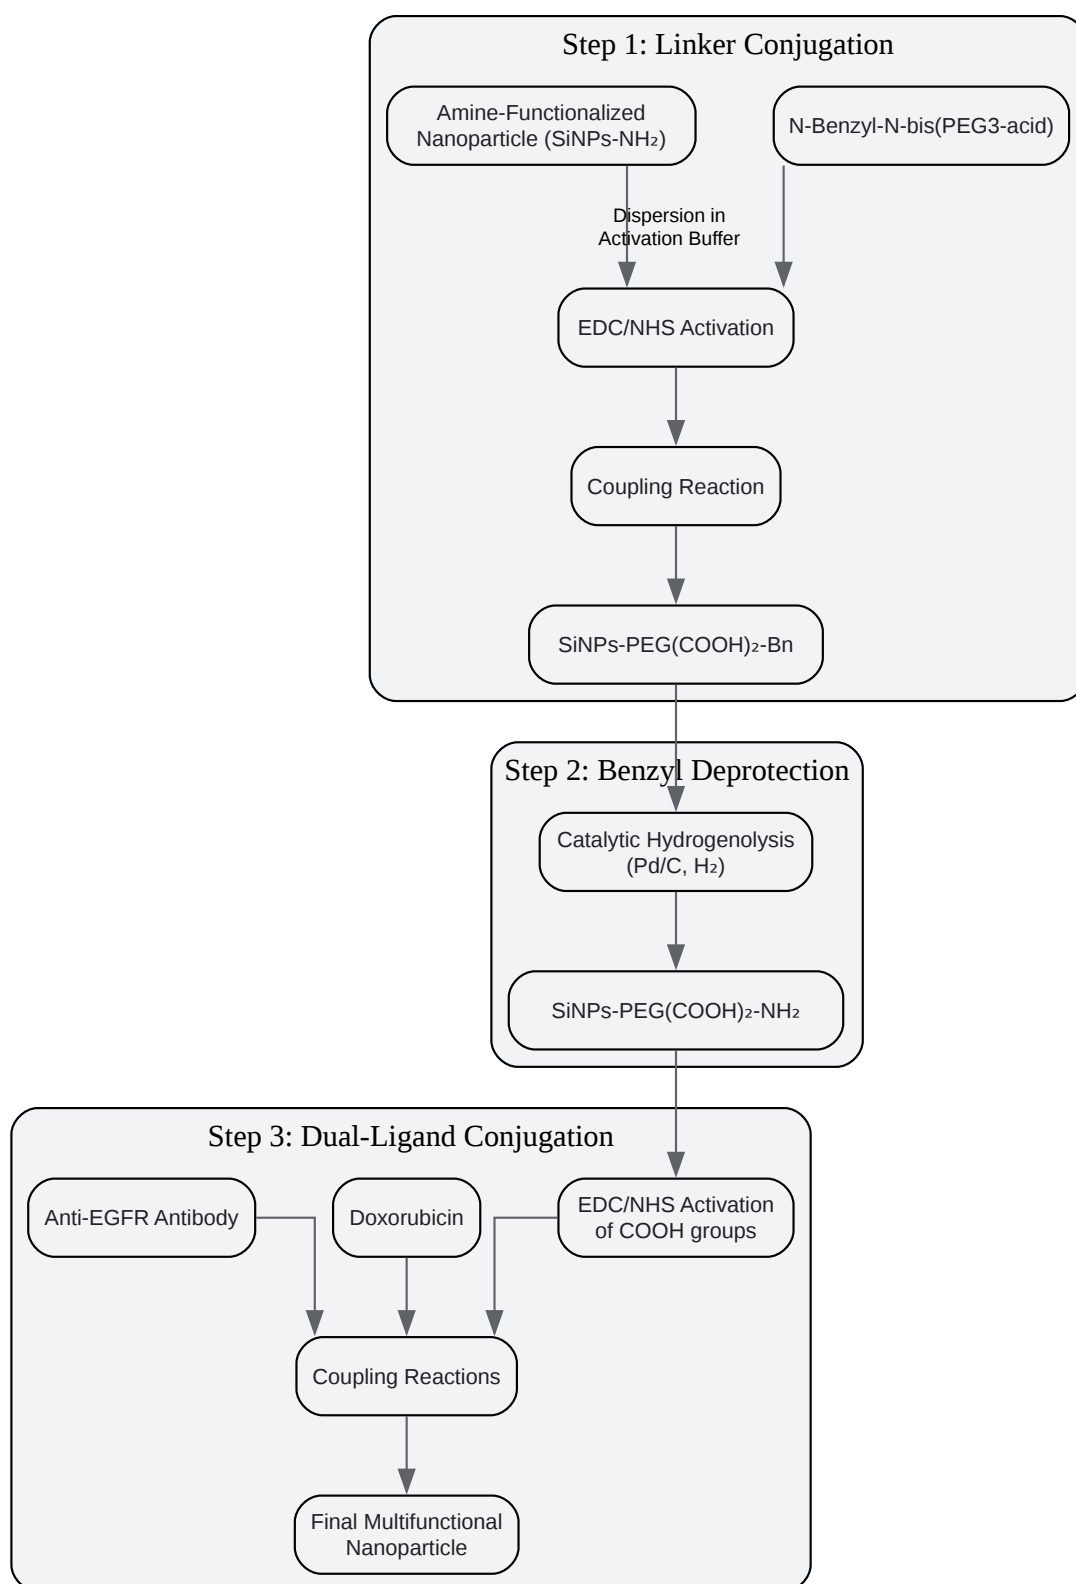 Step 1: Linker Conjugation
Amine-Functionalized
Nanoparticle (SiNPs-NH₂)
N-Benzyl-N-bis(PEG3-acid)
Dispersion in
Activation Buffer
EDC/NHS Activation
Coupling Reaction
SiNPs-PEG(COOH)₂-Bn
Step 2: Benzyl Deprotection
Catalytic Hydrogenolysis
(Pd/C, H₂)
SiNPs-PEG(COOH)₂-NH₂
Step 3: Dual-Ligand Conjugation
Anti-EGFR Antibody
Doxorubicin
EDC/NHS Activation
of COOH groups
Coupling Reactions
Final Multifunctional
Nanoparticle